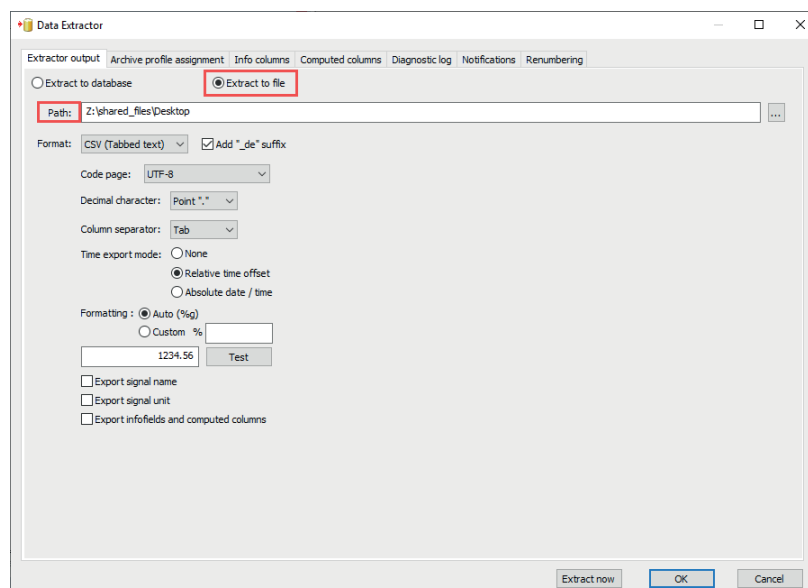 Data Extractor
Extractor output Archive profile assignment Info columns Computed columns Diagnostic log Notifications Renumbering
Extract to database Extract to file
Path: Z:\shared_files\Desktop ...
Format: CSV (Tabbed text) Add "_de" suffix
Code page: UTF-8
Decimal character: Point "."
Column separator: Tab
Time export mode: None
Relative time offset
Absolute date / time
Formatting : Auto (%g)
Custom %
1234.56 Test
Export signal name
Export signal unit
Export infofields and computed columns
Extract now OK Cancel